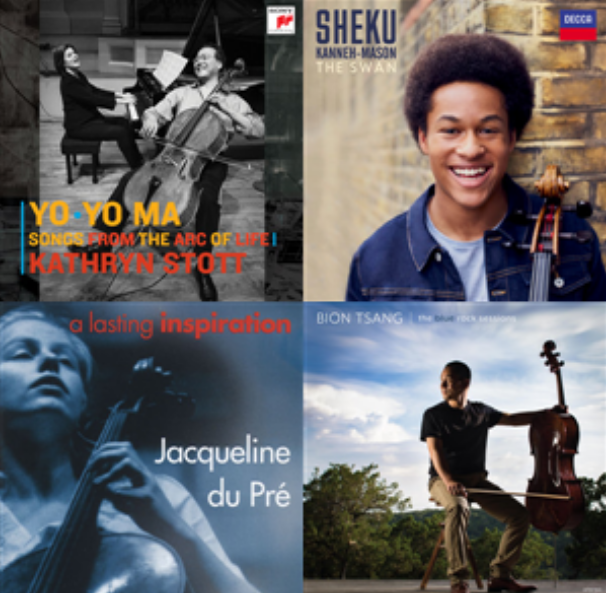 SONY
YO-YO MA
SONGS FROM THE ARC OF LIFE
KATHRYN STOTT
SHEKU
KANNEH-MASON
THE SWAN
DECCA
a lasting inspiration
Jacqueline
du Pré
BION TSANG | the blue rock sessions